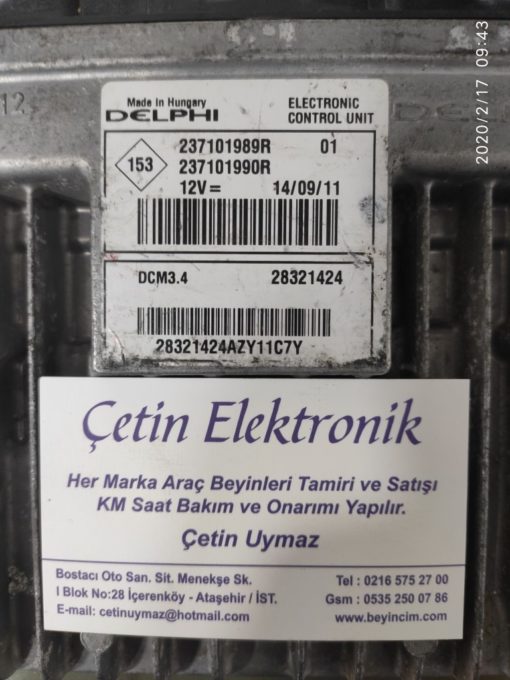 2020/2/17 09:43
12
Made in Hungary
DELPHI
ELECTRONIC
CONTROL UNIT
153
237101989R 01
237101990R
12V= 14/09/11
DCM3.4 28321424
28321424AZY11C7Y
Çetin Elektronik
Her Marka Araç Beyinleri Tamiri ve Satışı
KM Saat Bakım ve Onarımı Yapılır.
Çetin Uymaz
Bostacı Oto San. Sit. Menekşe Sk.
I Blok No:28 İçerenköy - Ataşehir / İST.
E-mail: cetinuymaz@hotmail.com
Tel : 0216 575 27 00
Gsm : 0535 250 07 86
www.beyincim.com